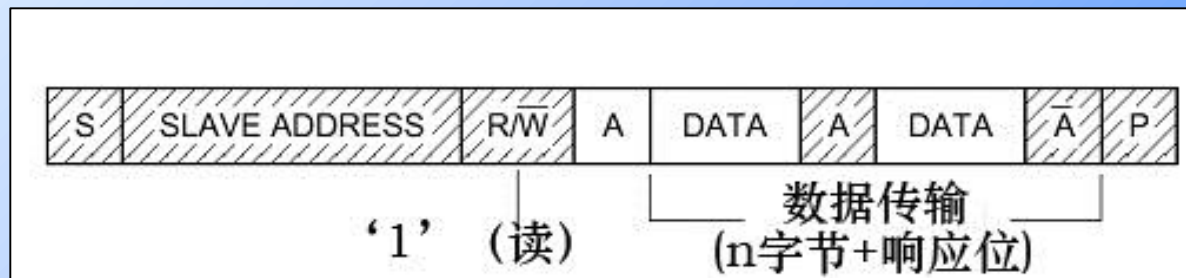 S SLAVE ADDRESS R/W̅ A DATA A DATA A̅ P
‘1’ (读) 数据传输
(n字节+响应位)